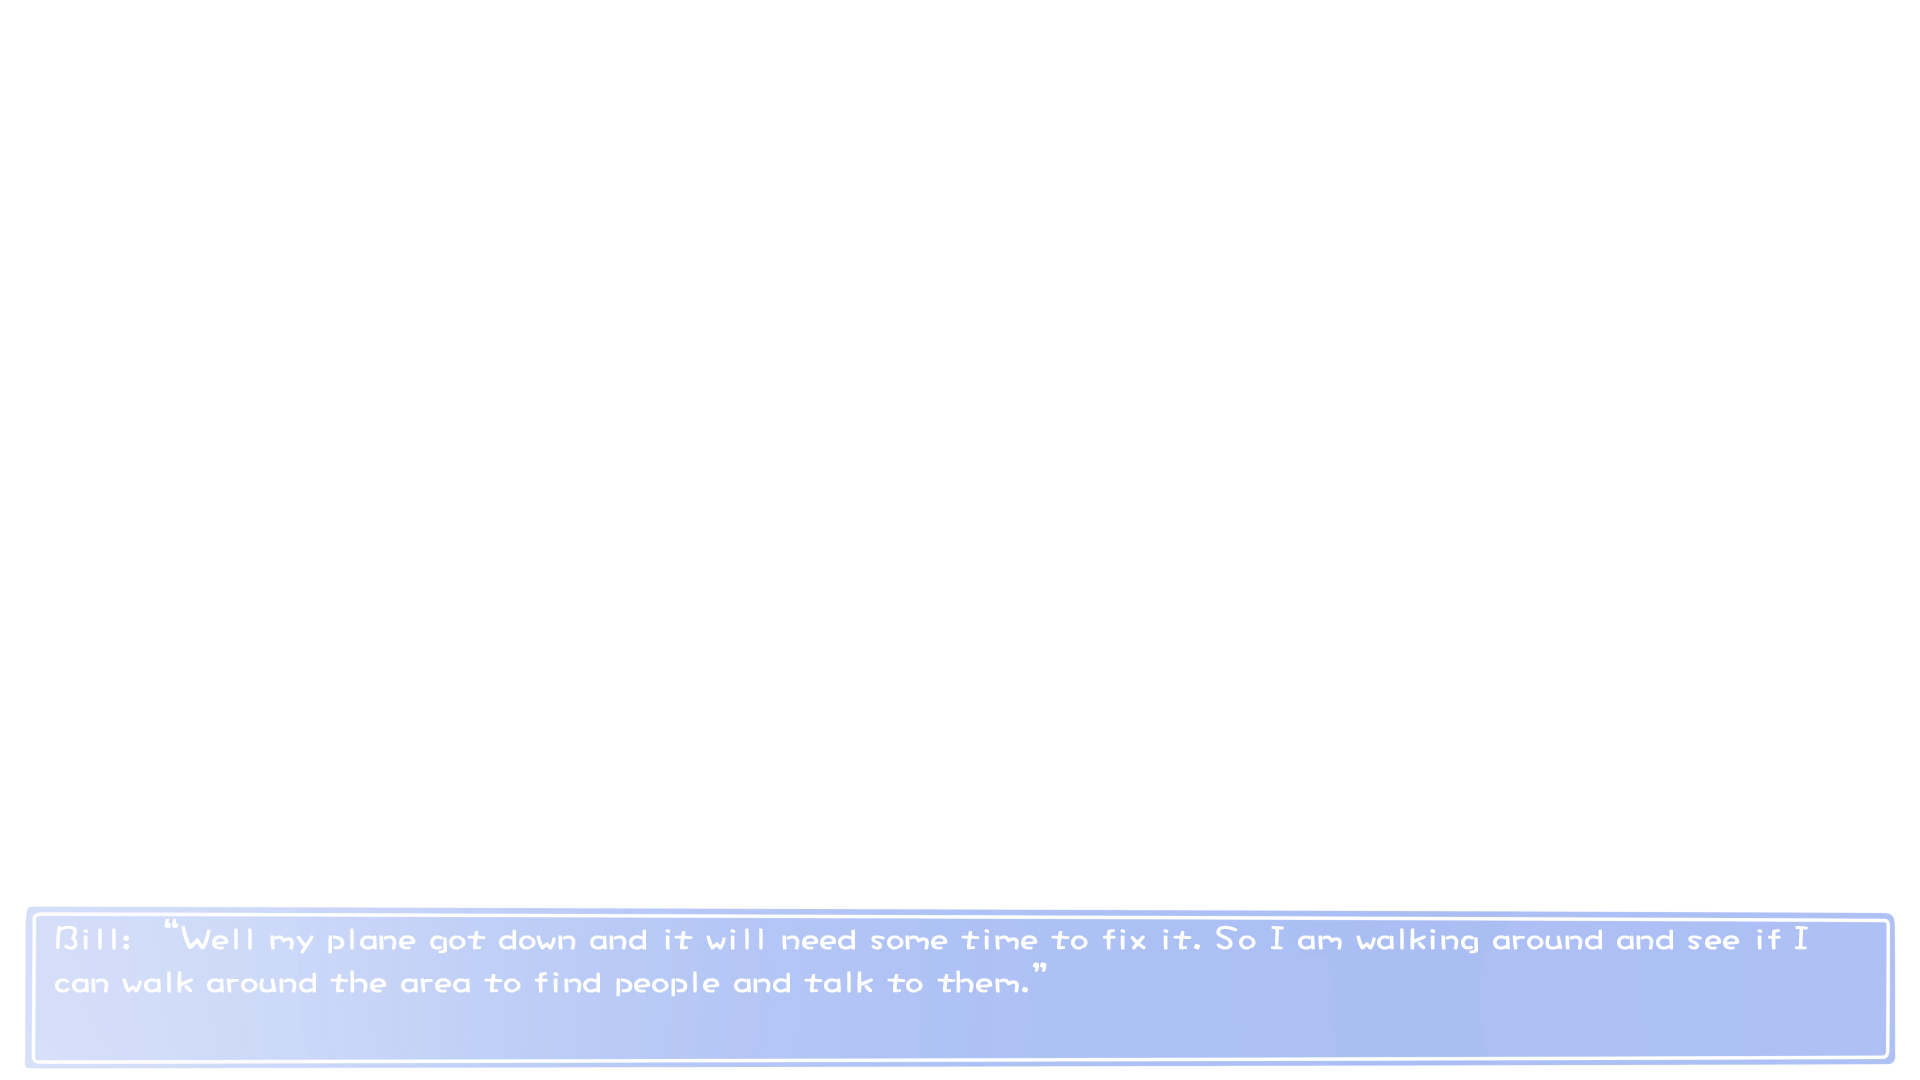 Bill: “Well my plane got down and it will need some time to fix it. So I am walking around and see if I
can walk around the area to find people and talk to them.”